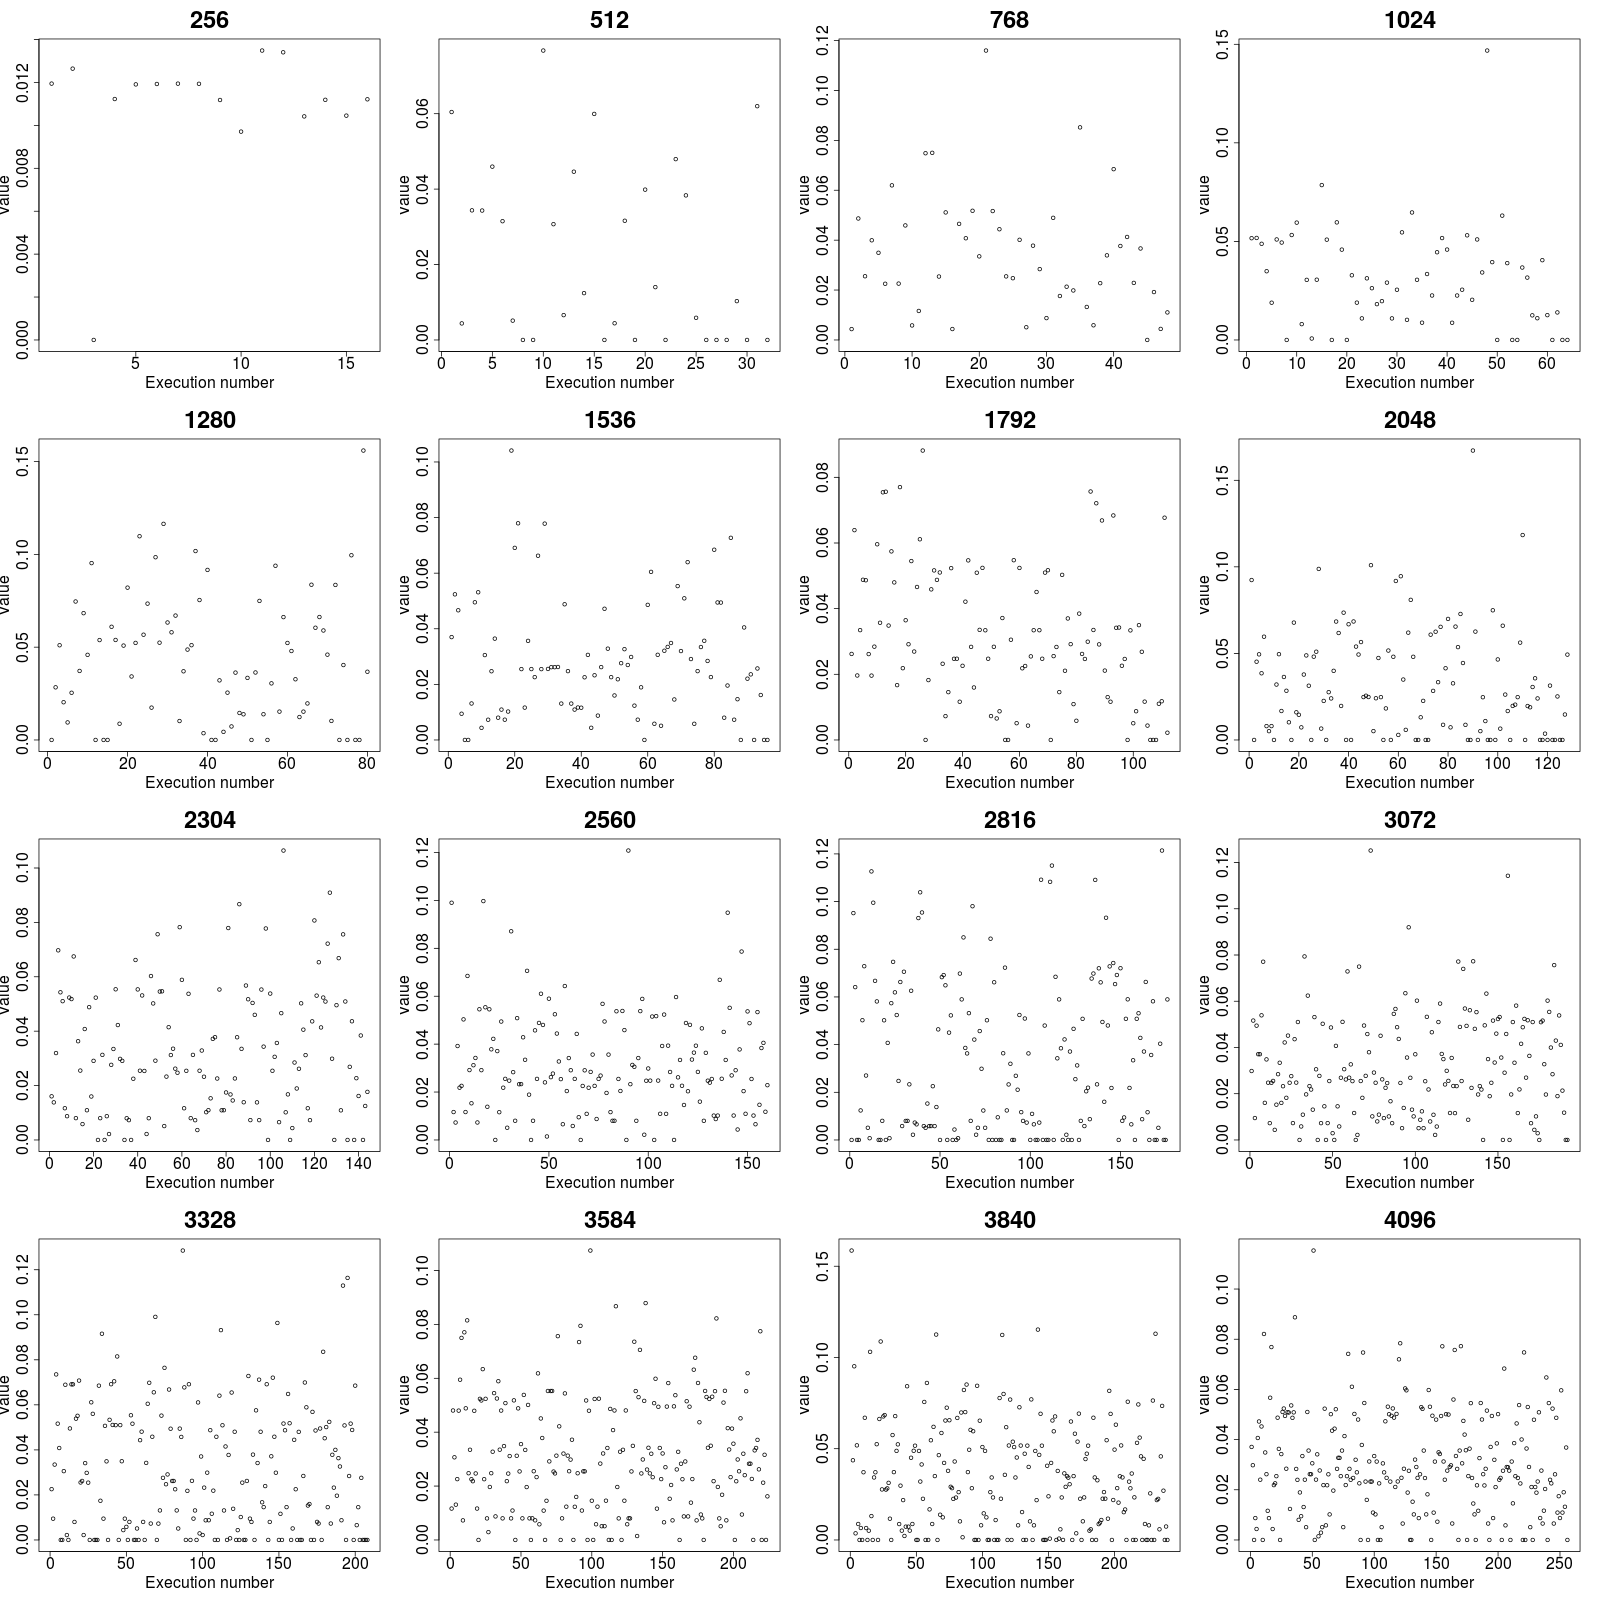 256 512 768 1024
0.000 0.004 0.008 0.012 0.00 0.02 0.04 0.06 0.00 0.02 0.04 0.06 0.08 0.10 0.12 0.00 0.05 0.10 0.15
value value value value
5 10 15 0 5 10 15 20 25 30 0 10 20 30 40 0 10 20 30 40 50 60
Execution number Execution number Execution number Execution number
1280 1536 1792 2048
0.00 0.05 0.10 0.15 0.00 0.02 0.04 0.06 0.08 0.10 0.00 0.02 0.04 0.06 0.08 0.00 0.05 0.10 0.15
value value value value
0 20 40 60 80 0 20 40 60 80 0 20 40 60 80 100 0 20 40 60 80 100 120
Execution number Execution number Execution number Execution number
2304 2560 2816 3072
0.00 0.02 0.04 0.06 0.08 0.10 0.00 0.02 0.04 0.06 0.08 0.10 0.12 0.00 0.02 0.04 0.06 0.08 0.10 0.12 0.00 0.02 0.04 0.06 0.08 0.10 0.12
value value value value
0 20 40 60 80 100 120 140 0 50 100 150 0 50 100 150 0 50 100 150
Execution number Execution number Execution number Execution number
3328 3584 3840 4096
0.00 0.02 0.04 0.06 0.08 0.10 0.12 0.00 0.02 0.04 0.06 0.08 0.10 0.00 0.05 0.10 0.15 0.00 0.02 0.04 0.06 0.08 0.10
value value value value
0 50 100 150 200 0 50 100 150 200 0 50 100 150 200 0 50 100 150 200 250
Execution number Execution number Execution number Execution number